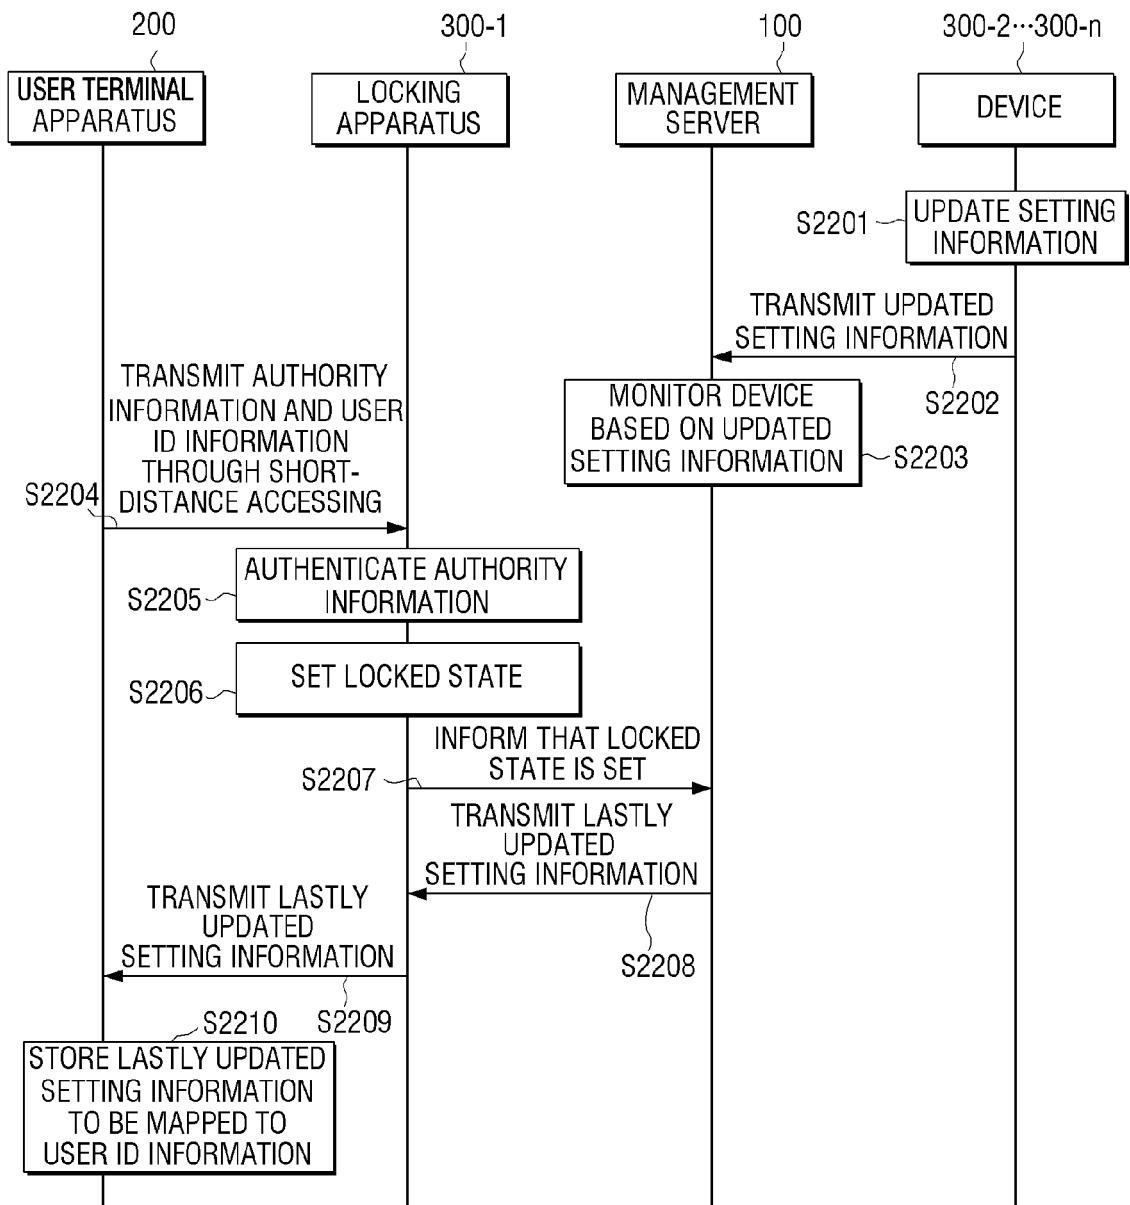 200
300-1
100
300-2···300-n
USER TERMINAL
APPARATUS
LOCKING
APPARATUS
MANAGEMENT
SERVER
DEVICE
S2201
UPDATE SETTING
INFORMATION
TRANSMIT UPDATED
SETTING INFORMATION
S2202
MONITOR DEVICE
BASED ON UPDATED
SETTING INFORMATION
S2203
TRANSMIT AUTHORITY
INFORMATION AND USER
ID INFORMATION
THROUGH SHORT-
DISTANCE ACCESSING
S2204
AUTHENTICATE AUTHORITY
INFORMATION
S2205
SET LOCKED STATE
S2206
INFORM THAT LOCKED
STATE IS SET
S2207
TRANSMIT LASTLY
UPDATED
SETTING INFORMATION
S2208
TRANSMIT LASTLY
UPDATED
SETTING INFORMATION
S2209
S2210
STORE LASTLY UPDATED
SETTING INFORMATION
TO BE MAPPED TO
USER ID INFORMATION